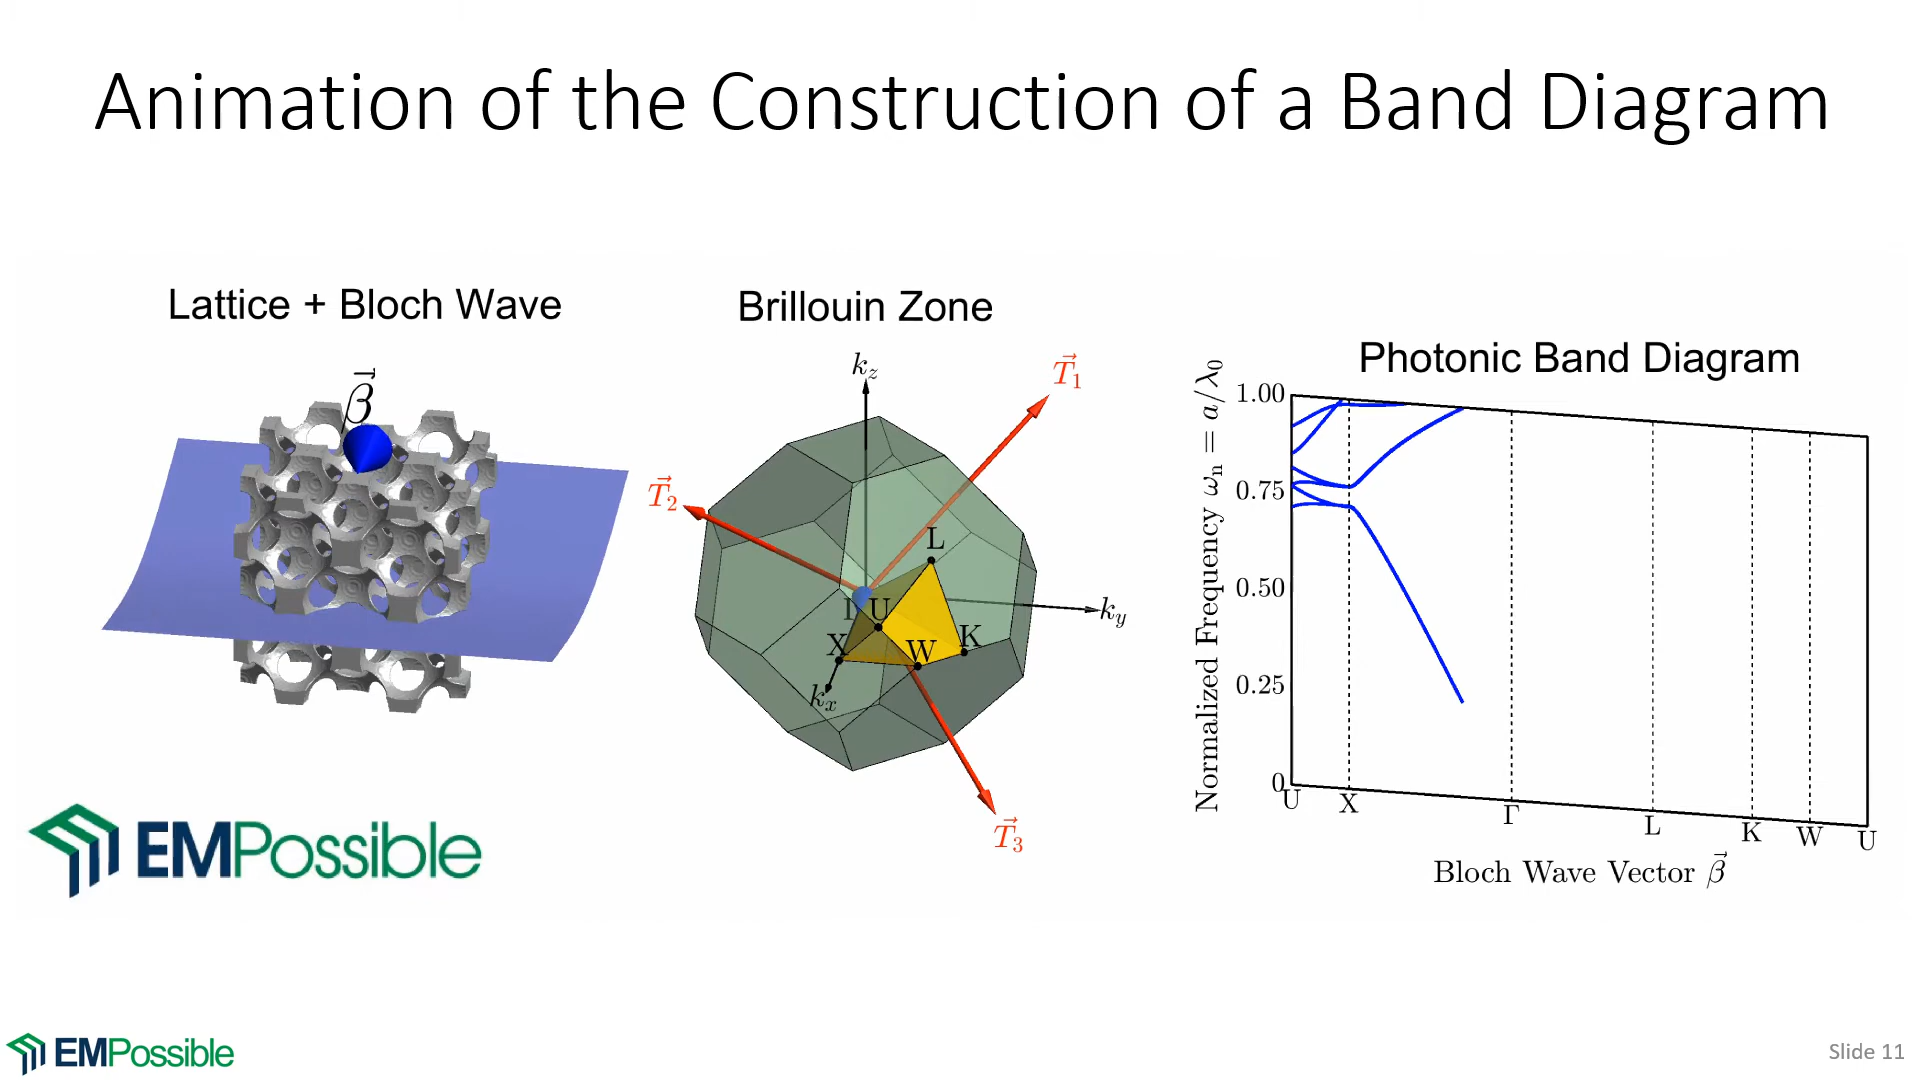 Animation of the Construction of a Band Diagram
Lattice + Bloch Wave
β⃗
EMPossible
Brillouin Zone
k_z
T⃗₁
T⃗₂
L
Γ
U
k_y
X
W
K
k_x
T⃗₃
Photonic Band Diagram
Normalized Frequency ωₙ = a/λ₀
1.00
0.75
0.50
0.25
0
U X Γ L K W U
Bloch Wave Vector β⃗
EMPossible
Slide 11